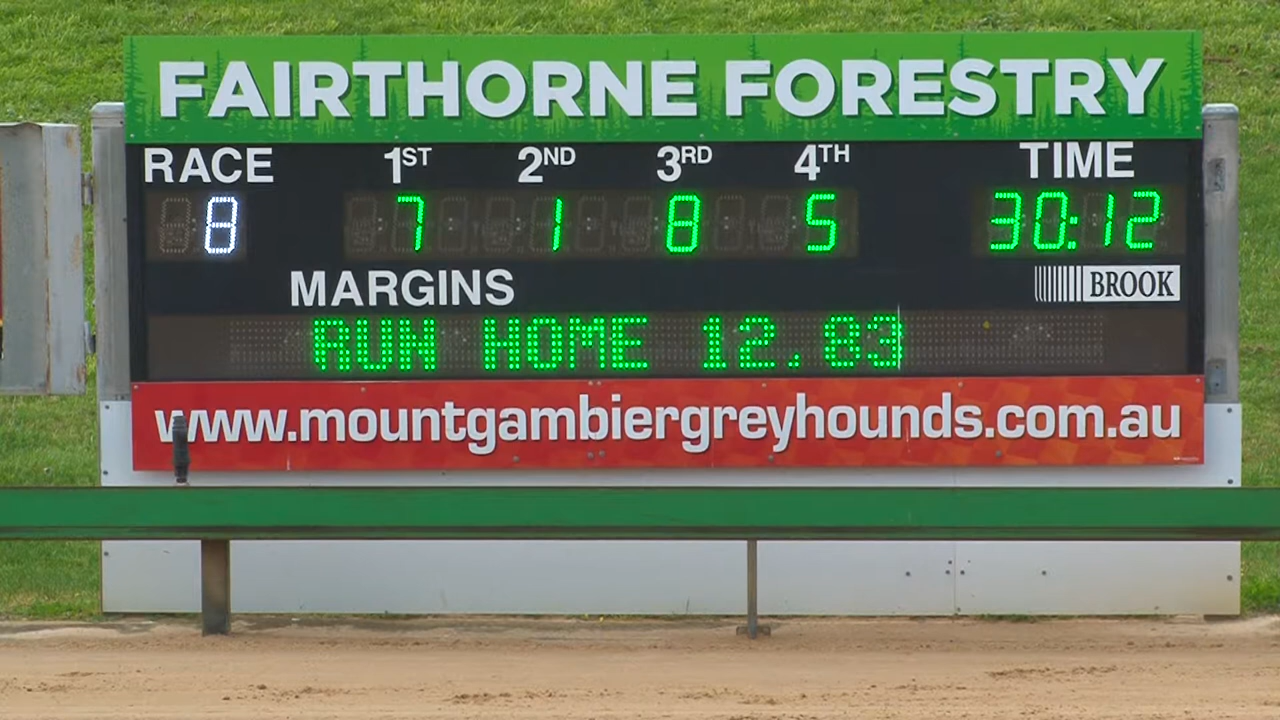 FAIRTHORNE FORESTRY
RACE 1ST 2ND 3RD 4TH TIME
8 7 1 8 5 30:12
MARGINS
BROOK
RUN HOME 12.03
www.mountgambiergreyhounds.com.au